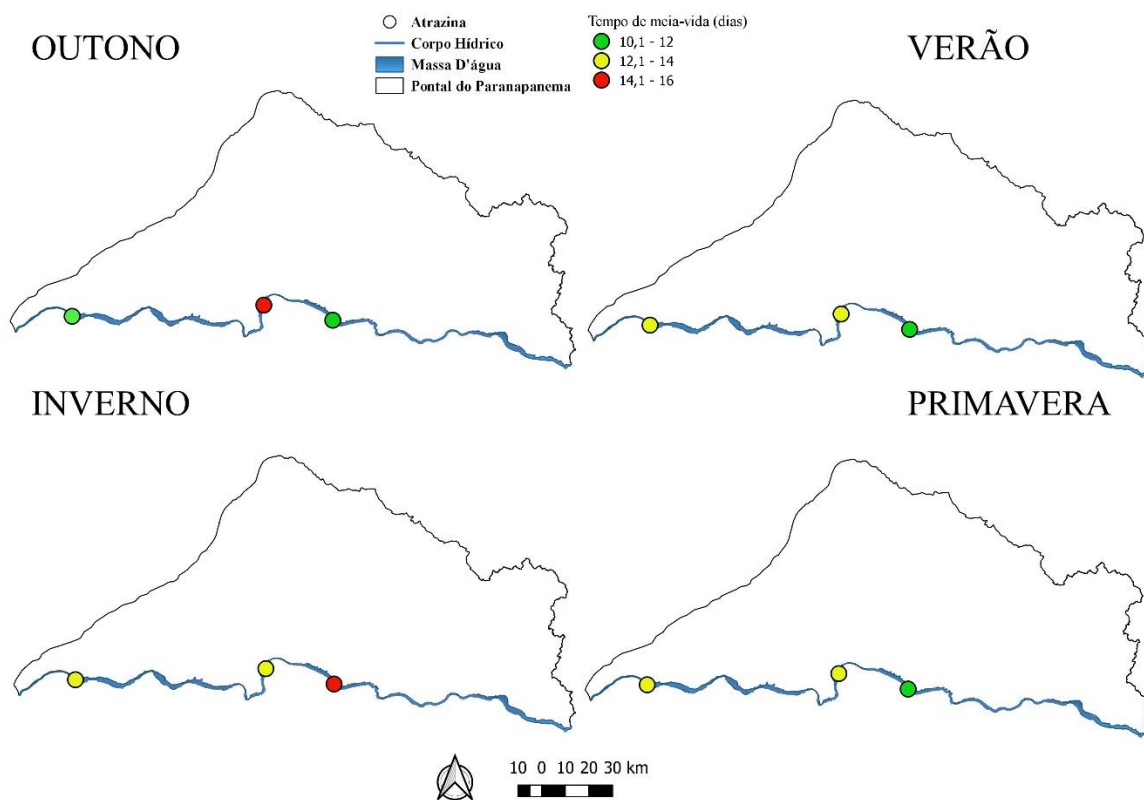 OUTONO
Atrazina
Corpo Hídrico
Massa D'água
Pontal do Paranapanema
Tempo de meia-vida (dias)
10,1 - 12
12,1 - 14
14,1 - 16
VERÃO
INVERNO
PRIMAVERA
10 0 10 20 30 km